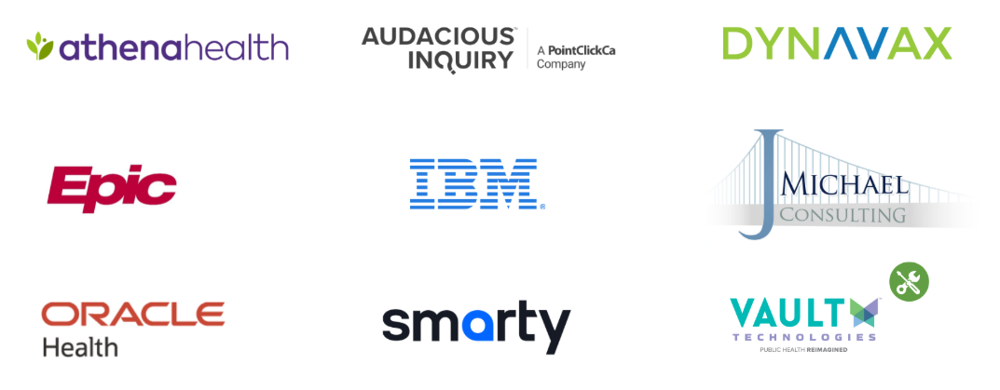 athenahealth
AUDACIOUS
INQUIRY
A PointClickCa
Company
DYNAVAX
Epic
IBM®
J MICHAEL
CONSULTING
ORACLE
Health
smarty
VAULT
TECHNOLOGIES
PUBLIC HEALTH REIMAGINED